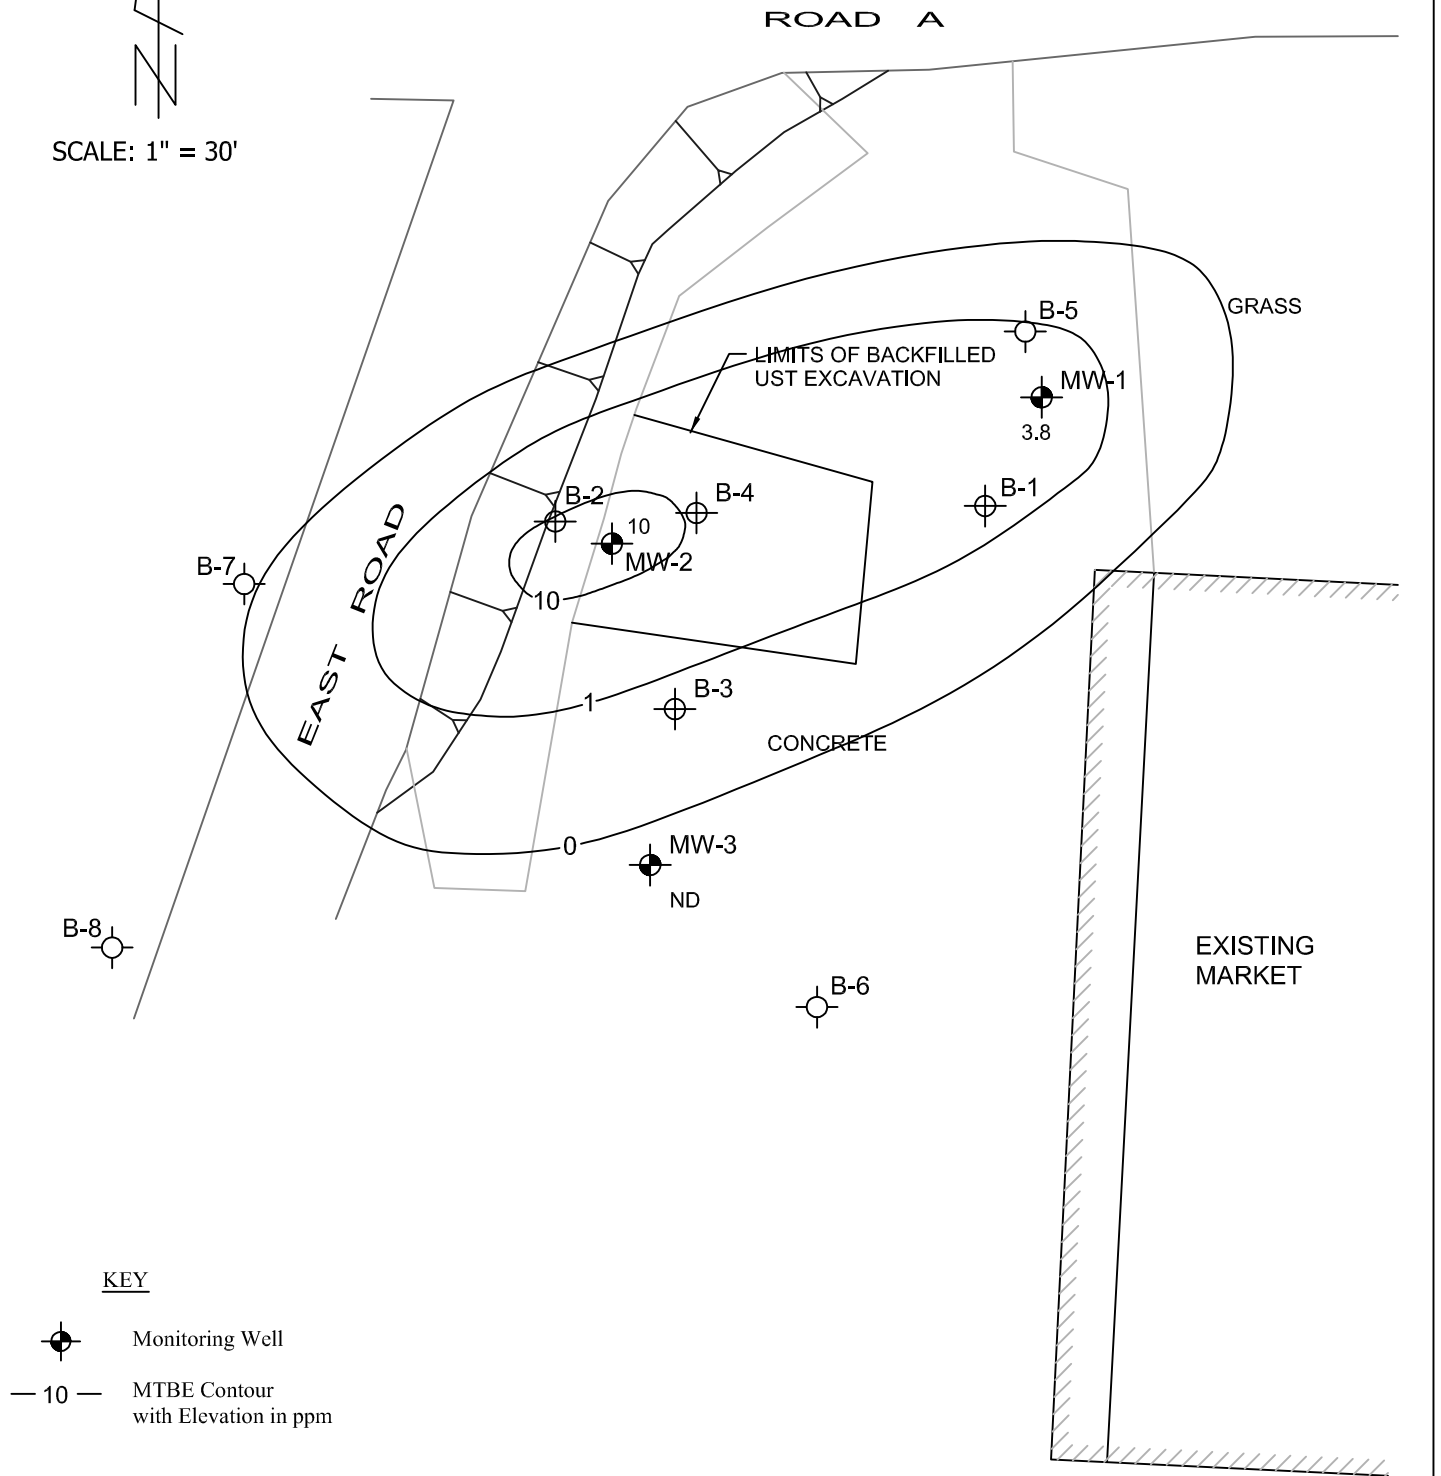 ROAD A
N
SCALE: 1" = 30'
GRASS
B-5
LIMITS OF BACKFILLED
UST EXCAVATION
MW-1
3.8
B-1
B-2
B-4
10
MW-2
10
B-7
EAST ROAD
B-3
1
CONCRETE
0
MW-3
ND
B-8
EXISTING
MARKET
B-6
KEY
Monitoring Well
10
MTBE Contour
with Elevation in ppm